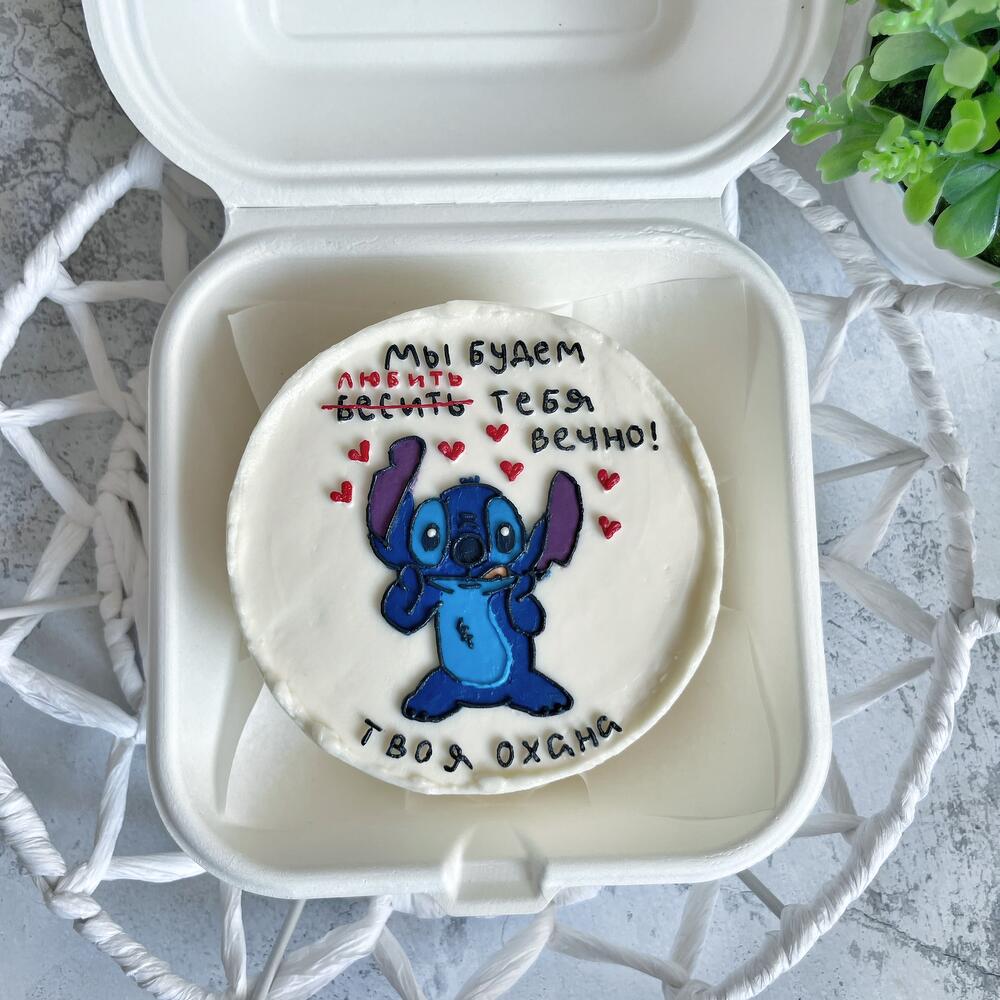 Мы будем
любить
бесить тебя
вечно!
твоя охана